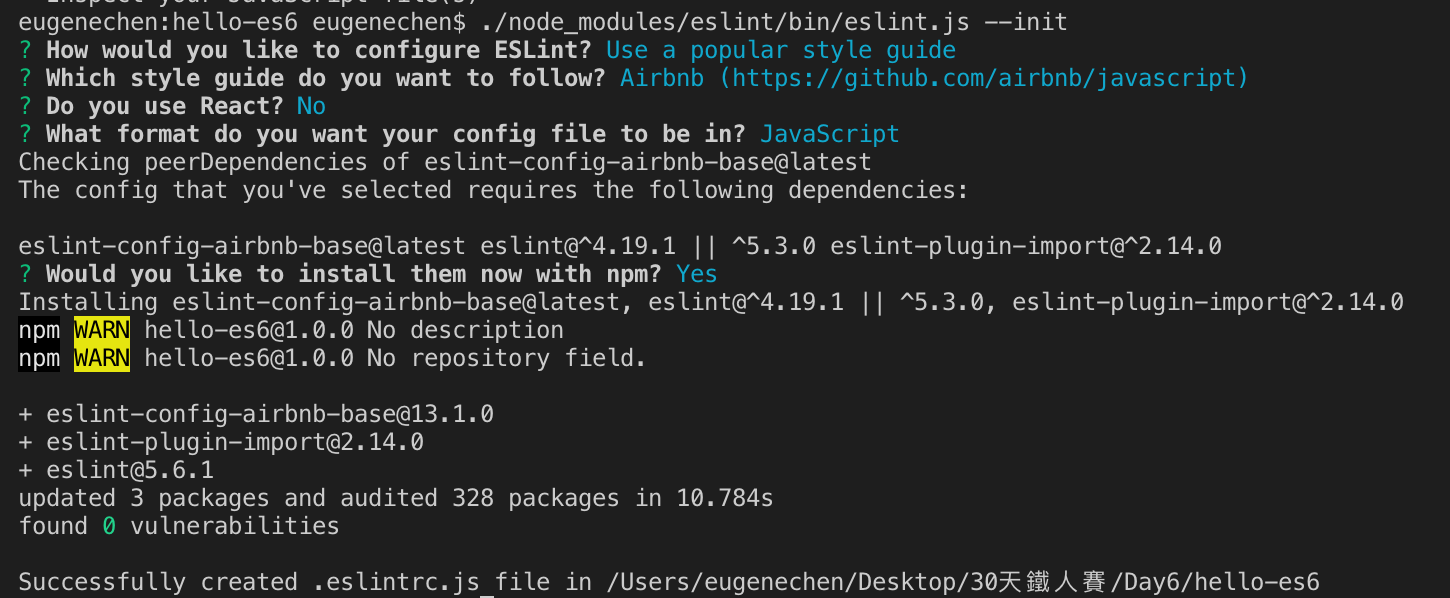 Inspect your JavaScript file(s)
eugenechen:hello-es6 eugenechen$ ./node_modules/eslint/bin/eslint.js --init
? How would you like to configure ESLint? Use a popular style guide
? Which style guide do you want to follow? Airbnb (https://github.com/airbnb/javascript)
? Do you use React? No
? What format do you want your config file to be in? JavaScript
Checking peerDependencies of eslint-config-airbnb-base@latest
The config that you've selected requires the following dependencies:
eslint-config-airbnb-base@latest eslint@^4.19.1 || ^5.3.0 eslint-plugin-import@^2.14.0
? Would you like to install them now with npm? Yes
Installing eslint-config-airbnb-base@latest, eslint@^4.19.1 || ^5.3.0, eslint-plugin-import@^2.14.0
npm WARN hello-es6@1.0.0 No description
npm WARN hello-es6@1.0.0 No repository field.
+ eslint-config-airbnb-base@13.1.0
+ eslint-plugin-import@2.14.0
+ eslint@5.6.1
updated 3 packages and audited 328 packages in 10.784s
found 0 vulnerabilities
Successfully created .eslintrc.js file in /Users/eugenechen/Desktop/30天鐵人賽/Day6/hello-es6